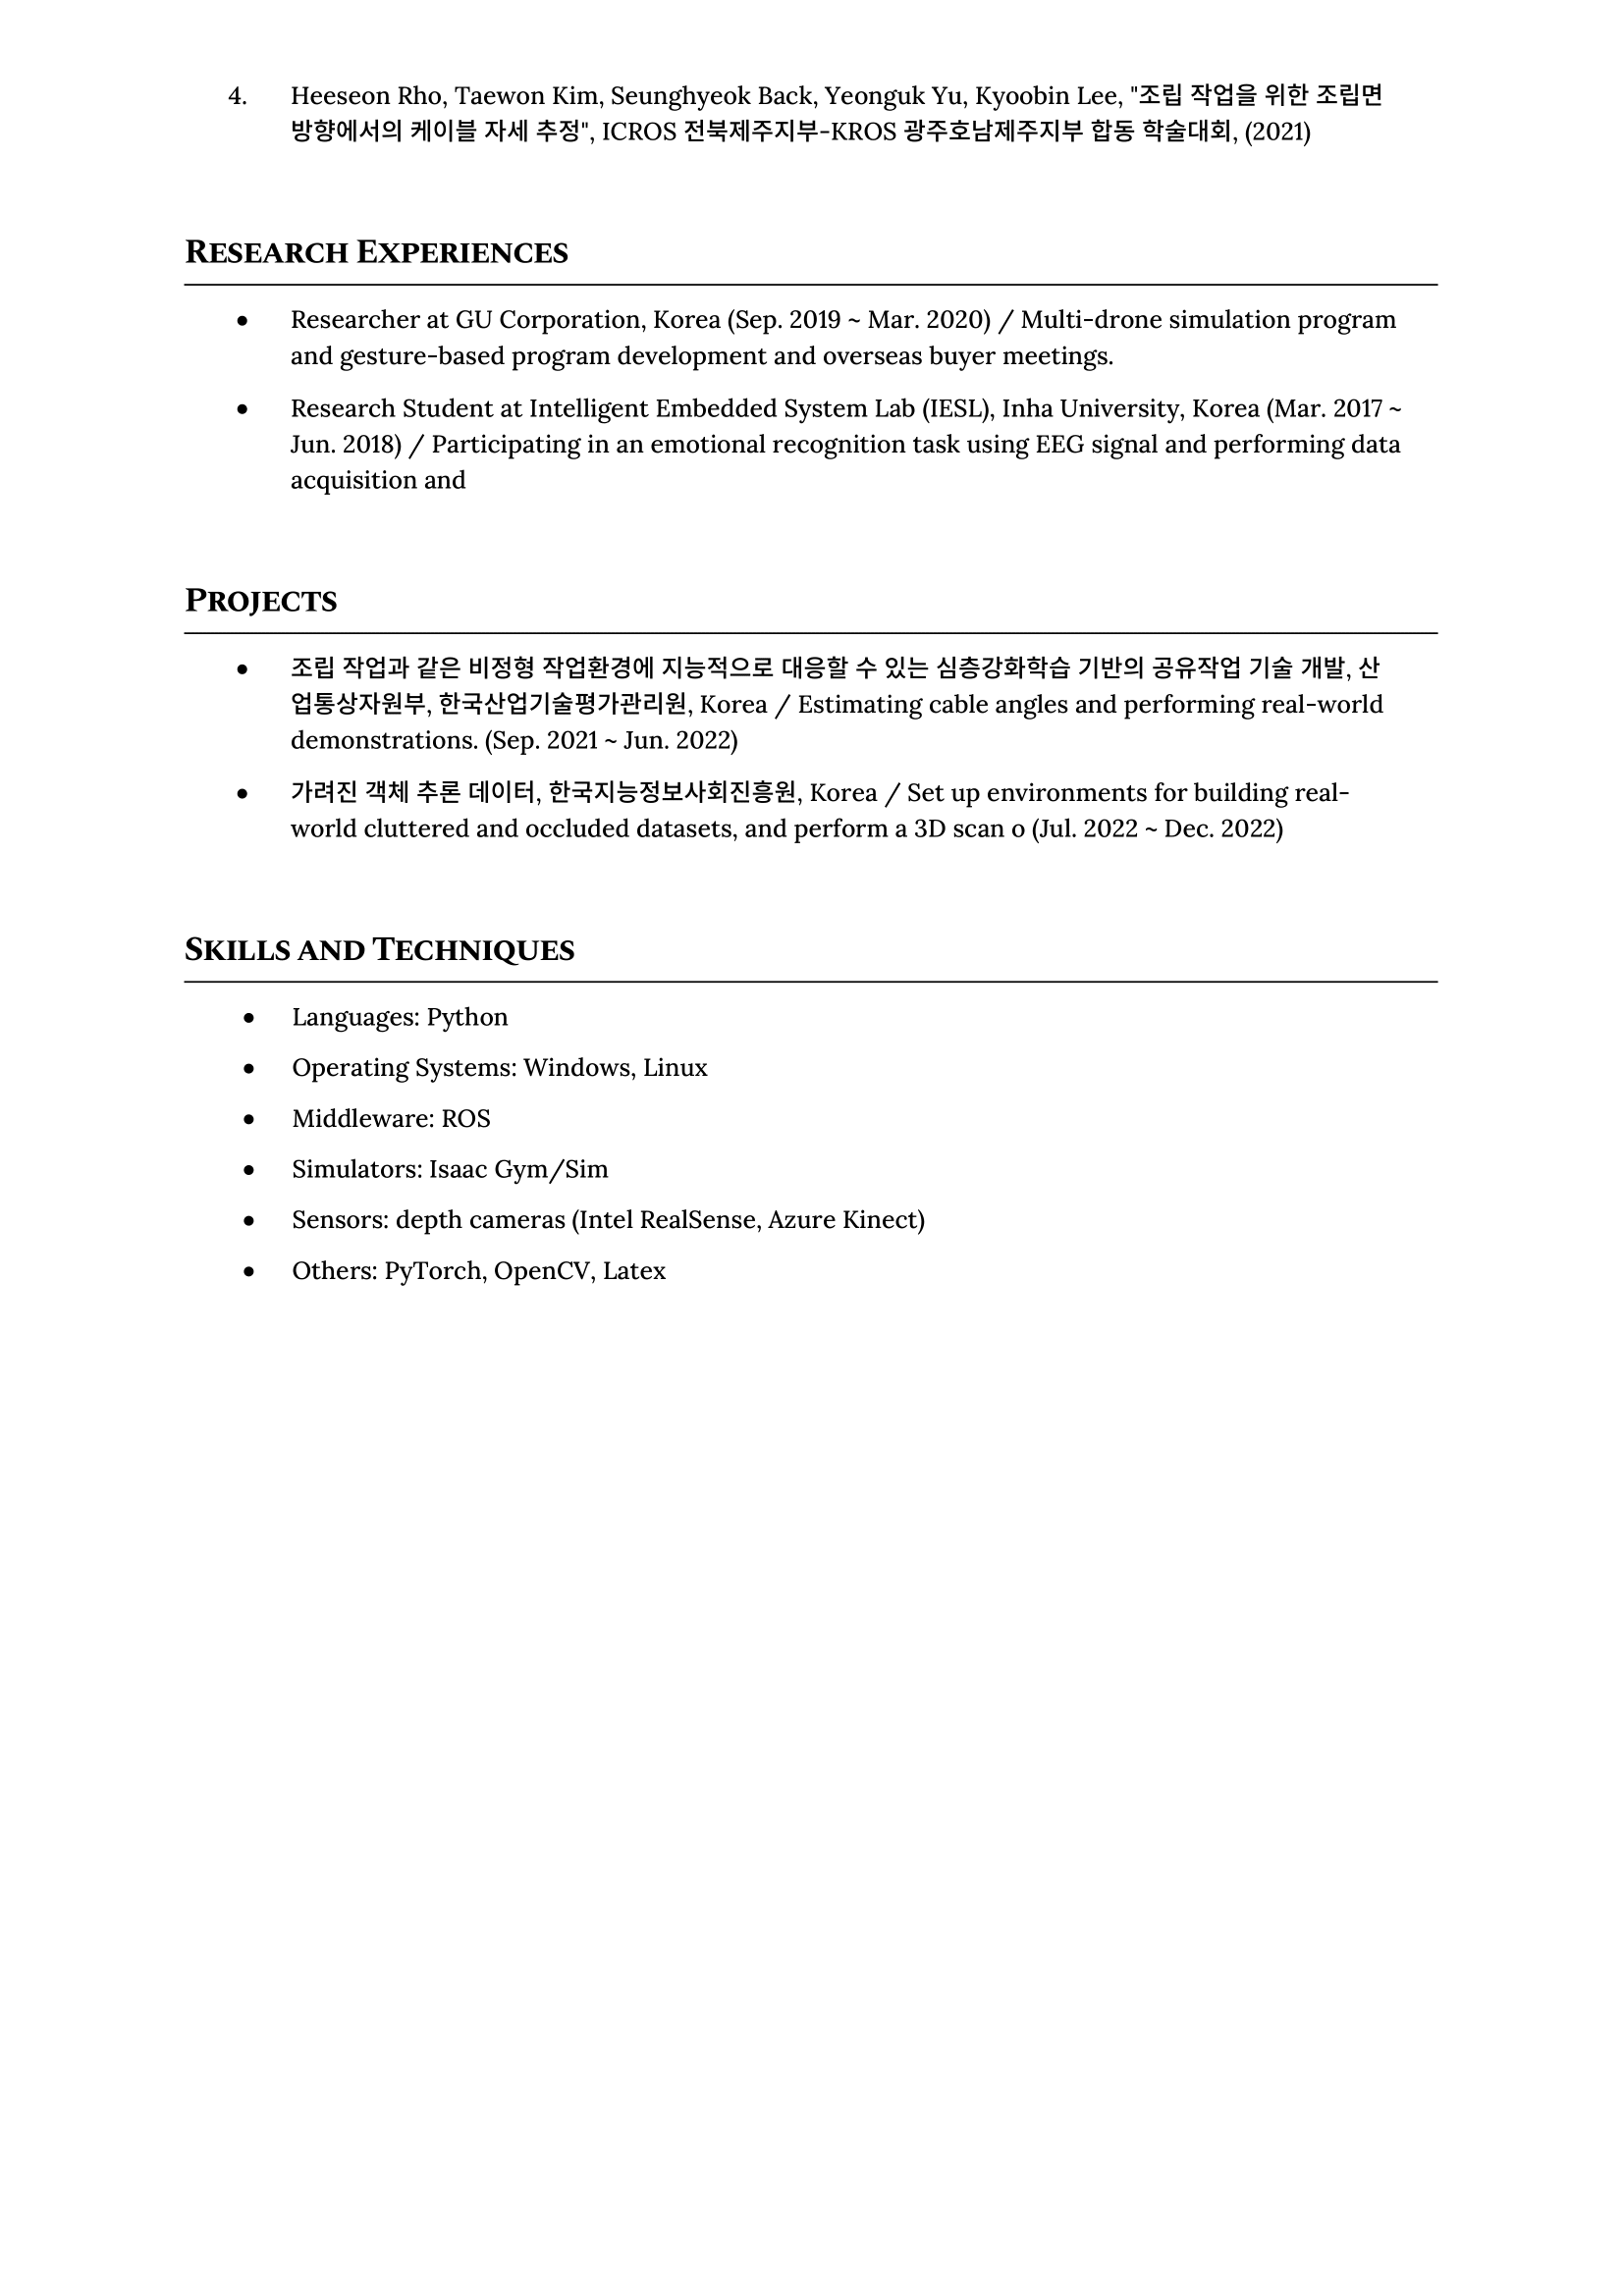 4. Heeseon Rho, Taewon Kim, Seunghyeok Back, Yeonguk Yu, Kyoobin Lee, "조립 작업을 위한 조립면
방향에서의 케이블 자세 추정", ICROS 전북제주지부-KROS 광주호남제주지부 합동 학술대회, (2021)
Research Experiences
• Researcher at GU Corporation, Korea (Sep. 2019 ~ Mar. 2020) / Multi-drone simulation program
and gesture-based program development and overseas buyer meetings.
• Research Student at Intelligent Embedded System Lab (IESL), Inha University, Korea (Mar. 2017 ~
Jun. 2018) / Participating in an emotional recognition task using EEG signal and performing data
acquisition and
Projects
• 조립 작업과 같은 비정형 작업환경에 지능적으로 대응할 수 있는 심층강화학습 기반의 공유작업 기술 개발, 산
업통상자원부, 한국산업기술평가관리원, Korea / Estimating cable angles and performing real-world
demonstrations. (Sep. 2021 ~ Jun. 2022)
• 가려진 객체 추론 데이터, 한국지능정보사회진흥원, Korea / Set up environments for building real-
world cluttered and occluded datasets, and perform a 3D scan o (Jul. 2022 ~ Dec. 2022)
Skills and Techniques
• Languages: Python
• Operating Systems: Windows, Linux
• Middleware: ROS
• Simulators: Isaac Gym/Sim
• Sensors: depth cameras (Intel RealSense, Azure Kinect)
• Others: PyTorch, OpenCV, Latex